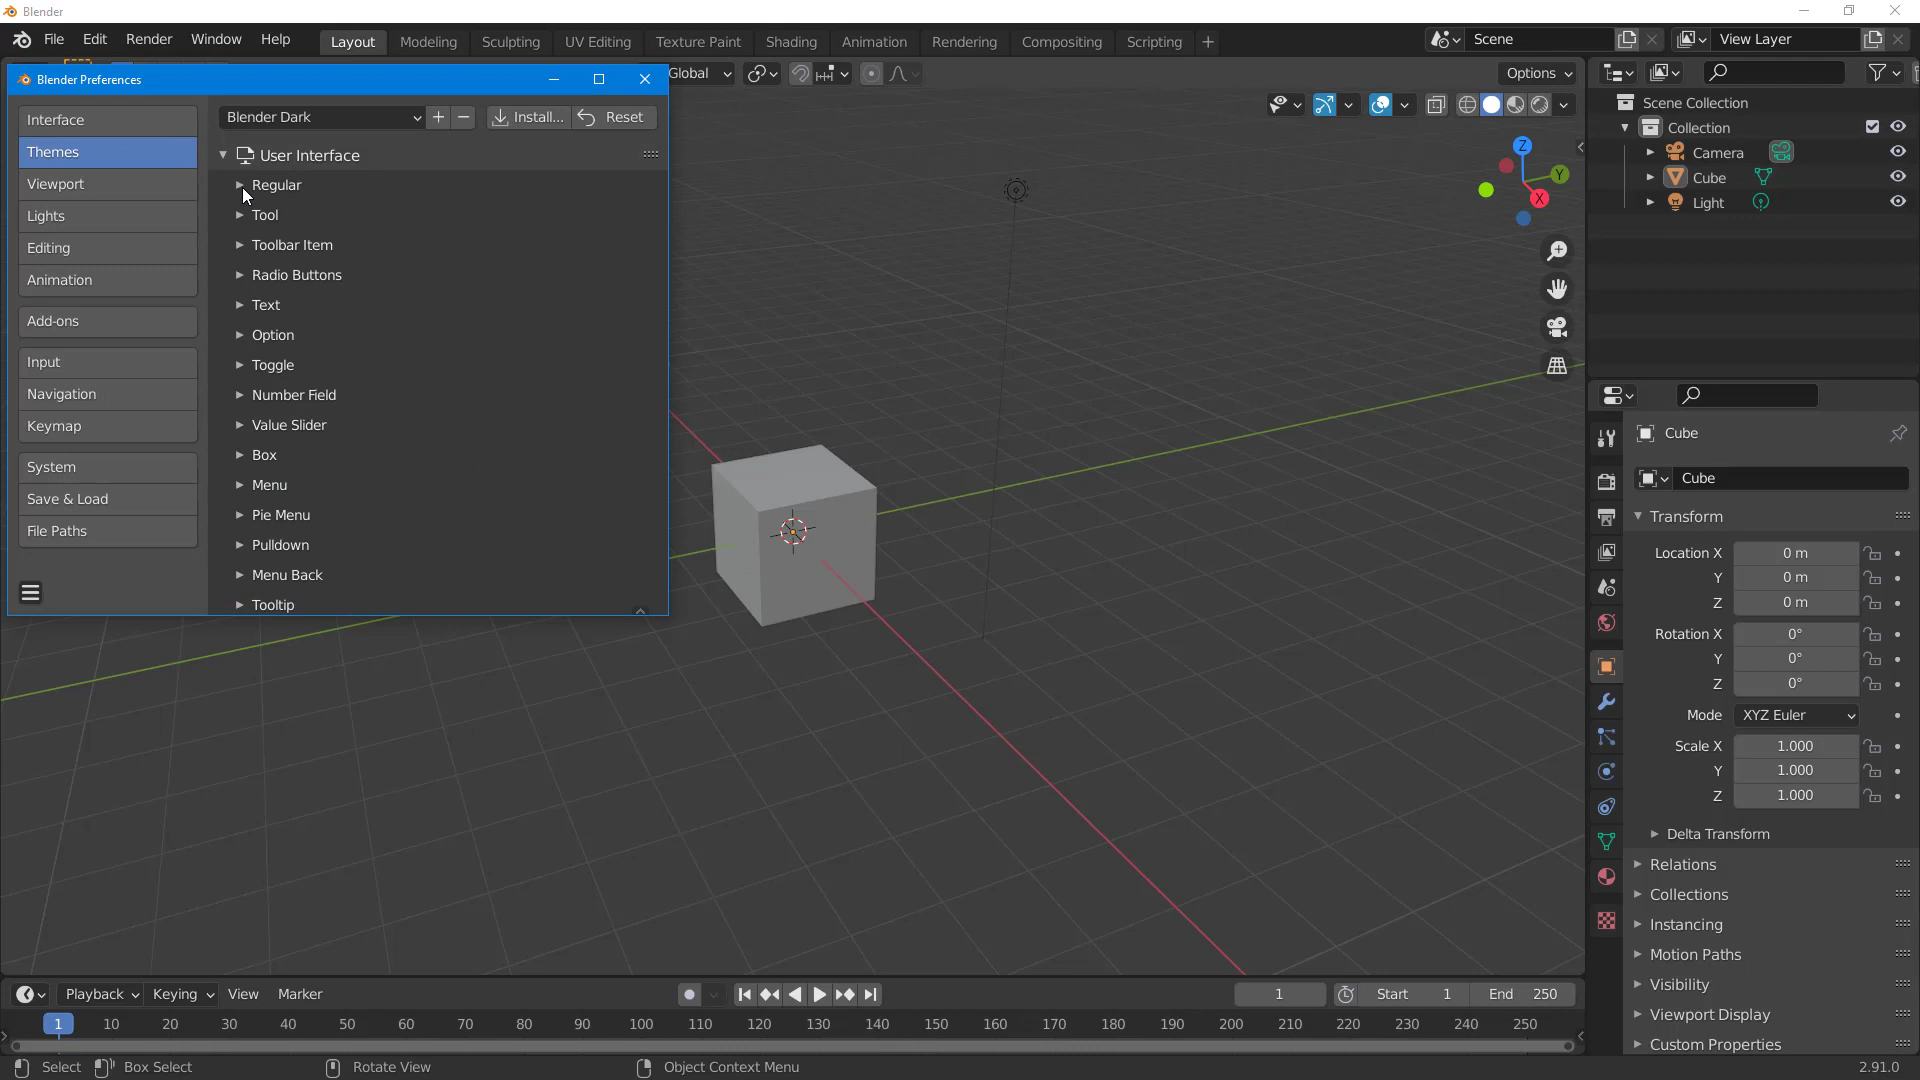 Blender
File Edit Render Window Help Layout Modeling Sculpting UV Editing Texture Paint Shading Animation Rendering Compositing Scripting + Scene View Layer
Blender Preferences
Global
Options
Interface
Themes
Viewport
Lights
Editing
Animation
Add-ons
Input
Navigation
Keymap
System
Save & Load
File Paths
Blender Dark
Install...
Reset
User Interface
Regular
Tool
Toolbar Item
Radio Buttons
Text
Option
Toggle
Number Field
Value Slider
Box
Menu
Pie Menu
Pulldown
Menu Back
Tooltip
Z
Y
X
Scene Collection
Collection
Camera
Cube
Light
Cube
Cube
Transform
Location X 0 m
Y 0 m
Z 0 m
Rotation X 0°
Y 0°
Z 0°
Mode XYZ Euler
Scale X 1.000
Y 1.000
Z 1.000
Delta Transform
Relations
Collections
Instancing
Motion Paths
Visibility
Viewport Display
Custom Properties
Playback Keying View Marker 1 Start 1 End 250
1 10 20 30 40 50 60 70 80 90 100 110 120 130 140 150 160 170 180 190 200 210 220 230 240 250
Select Box Select Rotate View Object Context Menu 2.91.0